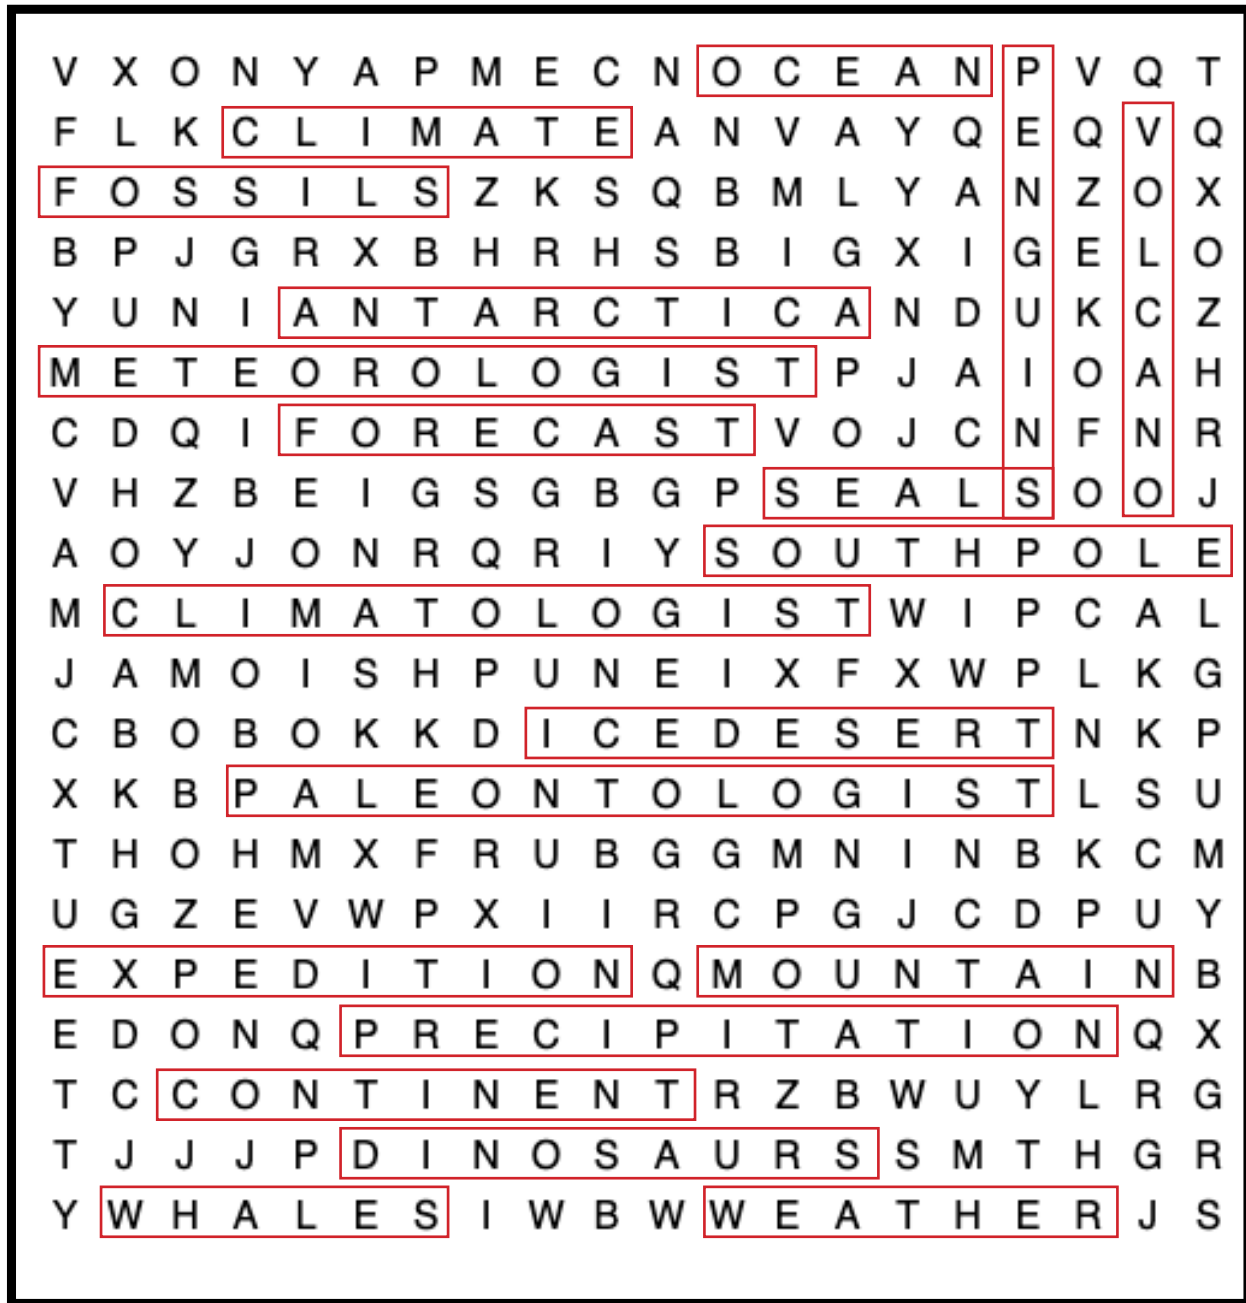 V X O N Y A P M E C N O C E A N P V Q T
F L K C L I M A T E A N V A Y Q E Q V Q
F O S S I L S Z K S Q B M L Y A N Z O X
B P J G R X B H R H S B I G X I G E L O
Y U N I A N T A R C T I C A N D U K C Z
M E T E O R O L O G I S T P J A I O A H
C D Q I F O R E C A S T V O J C N F N R
V H Z B E I G S G B G P S E A L S O O J
A O Y J O N R Q R I Y S O U T H P O L E
M C L I M A T O L O G I S T W I P C A L
J A M O I S H P U N E I X F X W P L K G
C B O B O K K D I C E D E S E R T N K P
X K B P A L E O N T O L O G I S T L S U
T H O H M X F R U B G G M N I N B K C M
U G Z E V W P X I I R C P G J C D P U Y
E X P E D I T I O N Q M O U N T A I N B
E D O N Q P R E C I P I T A T I O N Q X
T C C O N T I N E N T R Z B W U Y L R G
T J J J P D I N O S A U R S S M T H G R
Y W H A L E S I W B W W E A T H E R J S